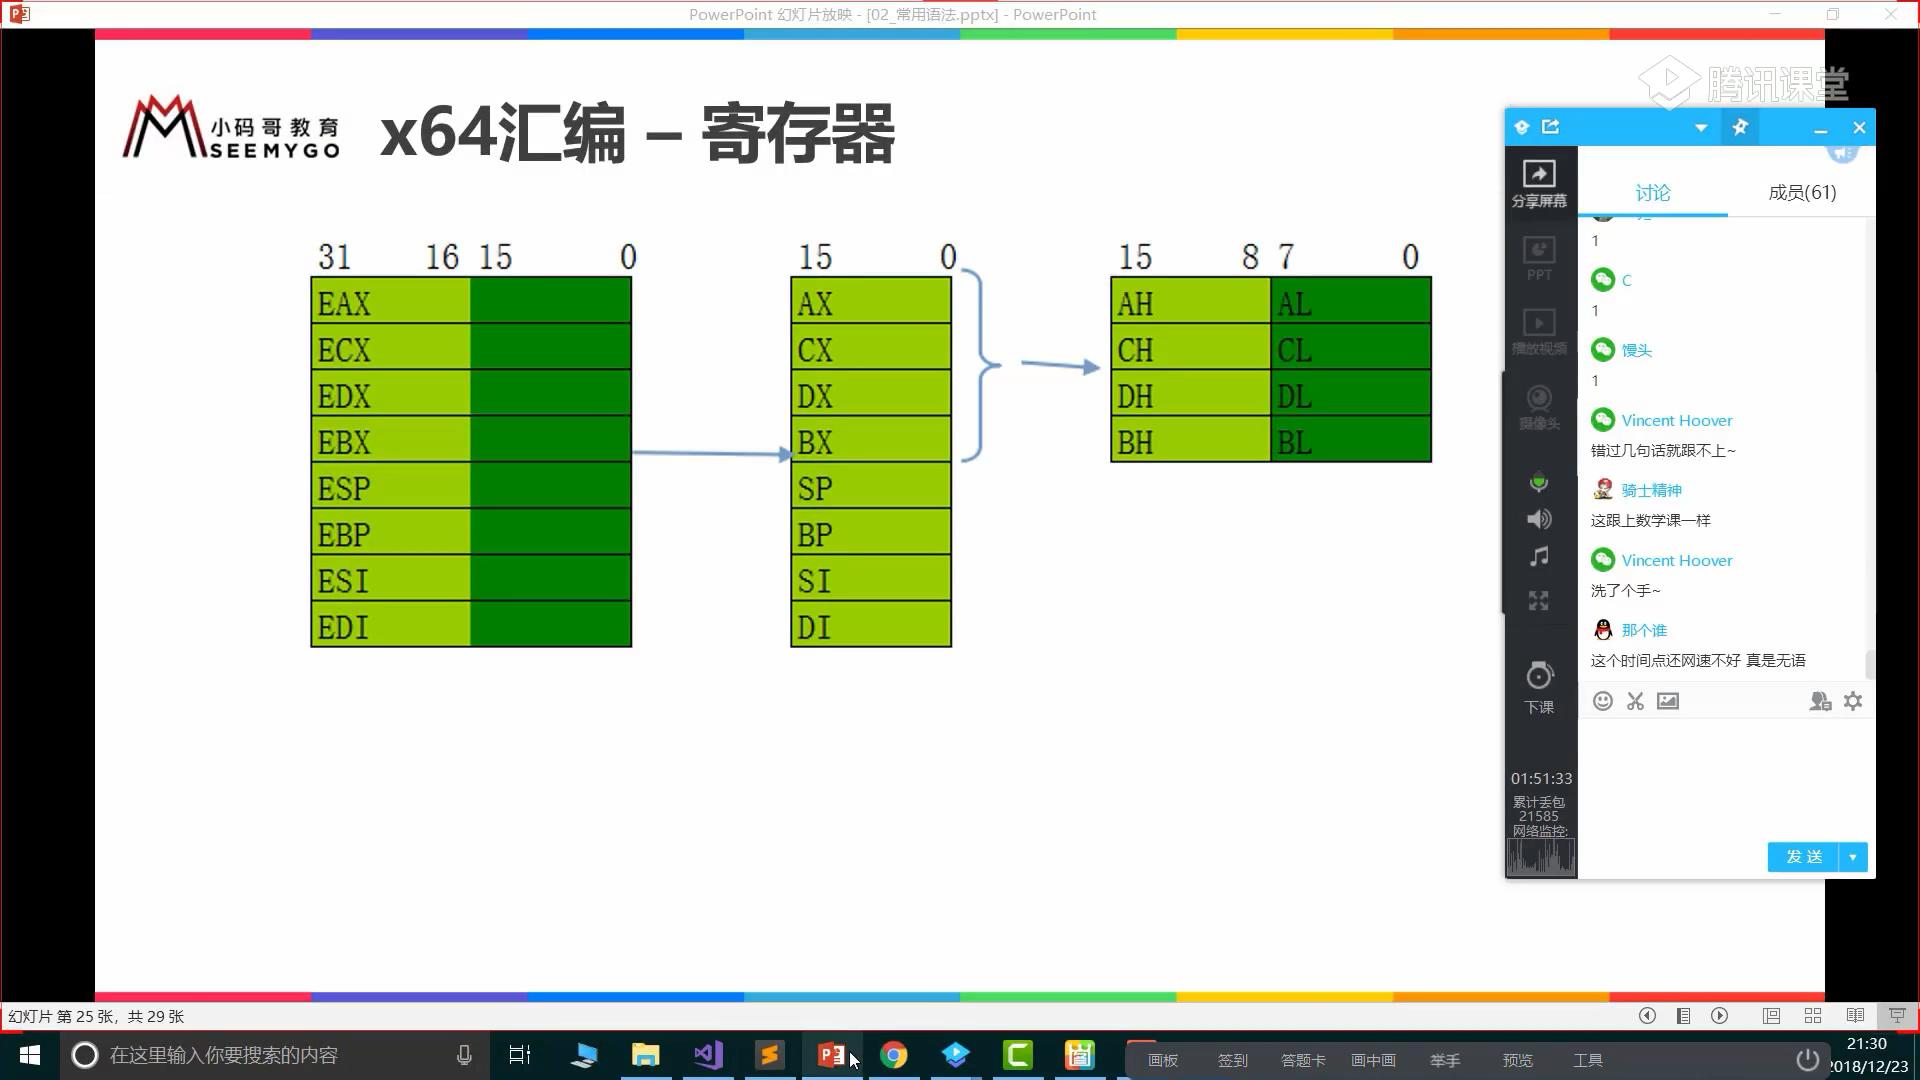 PowerPoint 幻灯片放映 - [02_常用语法.pptx] - PowerPoint
腾讯课堂
小码哥教育
SEEMYGO
x64汇编 – 寄存器
31 16 15 0
EAX
ECX
EDX
EBX
ESP
EBP
ESI
EDI
15 0
AX
CX
DX
BX
SP
BP
SI
DI
15 8 7 0
AH AL
CH CL
DH DL
BH BL
分享屏幕
PPT
播放视频
摄像头
下课
01:51:33
累计丢包
21585
网络监控:
讨论 成员(61)
1
C
1
馒头
1
Vincent Hoover
错过几句话就跟不上~
骑士精神
这跟上数学课一样
Vincent Hoover
洗了个手~
那个谁
这个时间点还网速不好 真是无语
发 送
幻灯片 第 25 张，共 29 张
在这里输入你要搜索的内容
画板 签到 答题卡 画中画 举手 预览 工具
21:30
2018/12/23